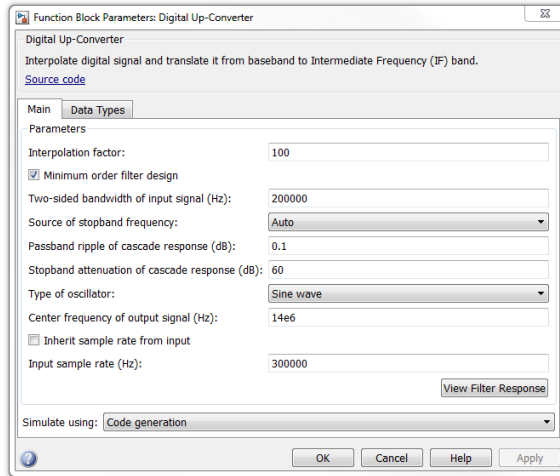 Function Block Parameters: Digital Up-Converter
Digital Up-Converter
Interpolate digital signal and translate it from baseband to Intermediate Frequency (IF) band.
Source code
Main Data Types
Parameters
Interpolation factor: 100
Minimum order filter design
Two-sided bandwidth of input signal (Hz): 200000
Source of stopband frequency: Auto
Passband ripple of cascade response (dB): 0.1
Stopband attenuation of cascade response (dB): 60
Type of oscillator: Sine wave
Center frequency of output signal (Hz): 14e6
Inherit sample rate from input
Input sample rate (Hz): 300000
View Filter Response
Simulate using: Code generation
OK Cancel Help Apply